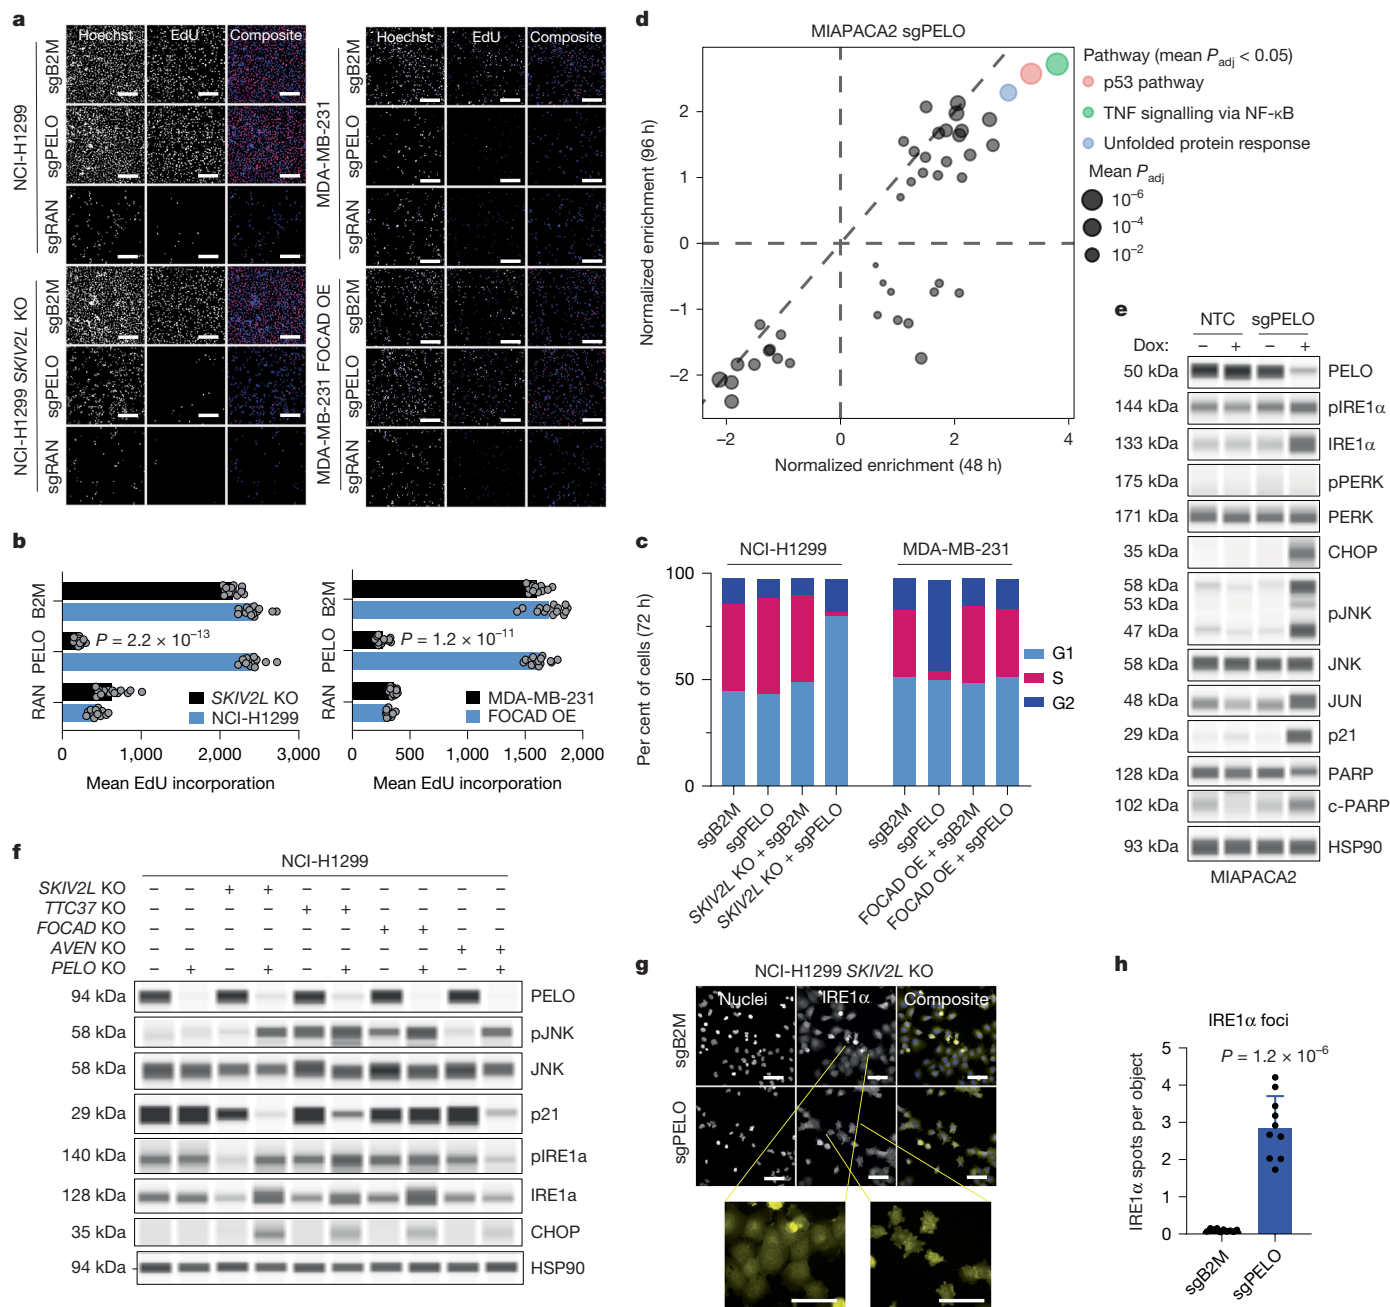 a
Hoechst EdU Composite
Hoechst EdU Composite
NCI-H1299
sgB2M
sgPELO
sgRAN
NCI-H1299 SKIV2L KO
sgB2M
sgPELO
sgRAN
MDA-MB-231
sgB2M
sgPELO
sgRAN
MDA-MB-231 FOCAD OE
sgB2M
sgPELO
sgRAN
b
B2M
PELO
RAN
P = 2.2 × 10⁻¹³
SKIV2L KO
NCI-H1299
0 1,000 2,000 3,000
Mean EdU incorporation
B2M
PELO
RAN
P = 1.2 × 10⁻¹¹
MDA-MB-231
FOCAD OE
0 500 1,000 1,500 2,000
Mean EdU incorporation
d
MIAPACA2 sgPELO
Normalized enrichment (96 h)
2
1
0
−1
−2
−2 0 2 4
Normalized enrichment (48 h)
Pathway (mean Padj < 0.05)
p53 pathway
TNF signalling via NF-κB
Unfolded protein response
Mean Padj
10⁻⁶
10⁻⁴
10⁻²
c
NCI-H1299 MDA-MB-231
Per cent of cells (72 h)
100
50
0
G1
S
G2
sgB2M
sgPELO
SKIV2L KO + sgB2M
SKIV2L KO + sgPELO
sgB2M
sgPELO
FOCAD OE + sgB2M
FOCAD OE + sgPELO
e
NTC sgPELO
Dox: − + − +
50 kDa PELO
144 kDa pIRE1α
133 kDa IRE1α
175 kDa pPERK
171 kDa PERK
35 kDa CHOP
58 kDa
53 kDa pJNK
47 kDa
58 kDa JNK
48 kDa JUN
29 kDa p21
128 kDa PARP
102 kDa c-PARP
93 kDa HSP90
MIAPACA2
f
NCI-H1299
SKIV2L KO − − + + − − − − − −
TTC37 KO − − − − + + − − − −
FOCAD KO − − − − − − + + − −
AVEN KO − − − − − − − − + +
PELO KO − + − + − + − + − +
94 kDa PELO
58 kDa pJNK
58 kDa JNK
29 kDa p21
140 kDa pIRE1a
128 kDa IRE1a
35 kDa CHOP
94 kDa HSP90
g
NCI-H1299 SKIV2L KO
Nuclei IRE1α Composite
sgB2M
sgPELO
h
IRE1α foci
P = 1.2 × 10⁻⁶
IRE1α spots per object
5
4
3
2
1
0
sgB2M
sgPELO